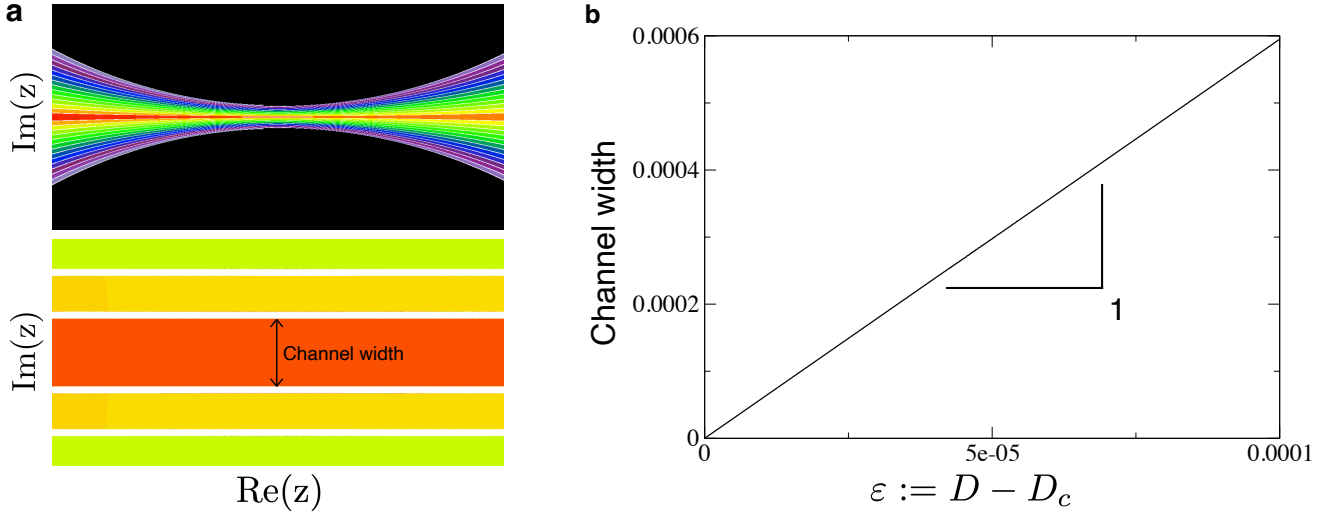 a
Im(z)
Im(z)
Channel width
Re(z)
b
Channel width
0.0006
0.0004
0.0002
0
1
0
5e-05
0.0001
ε := D − D_c